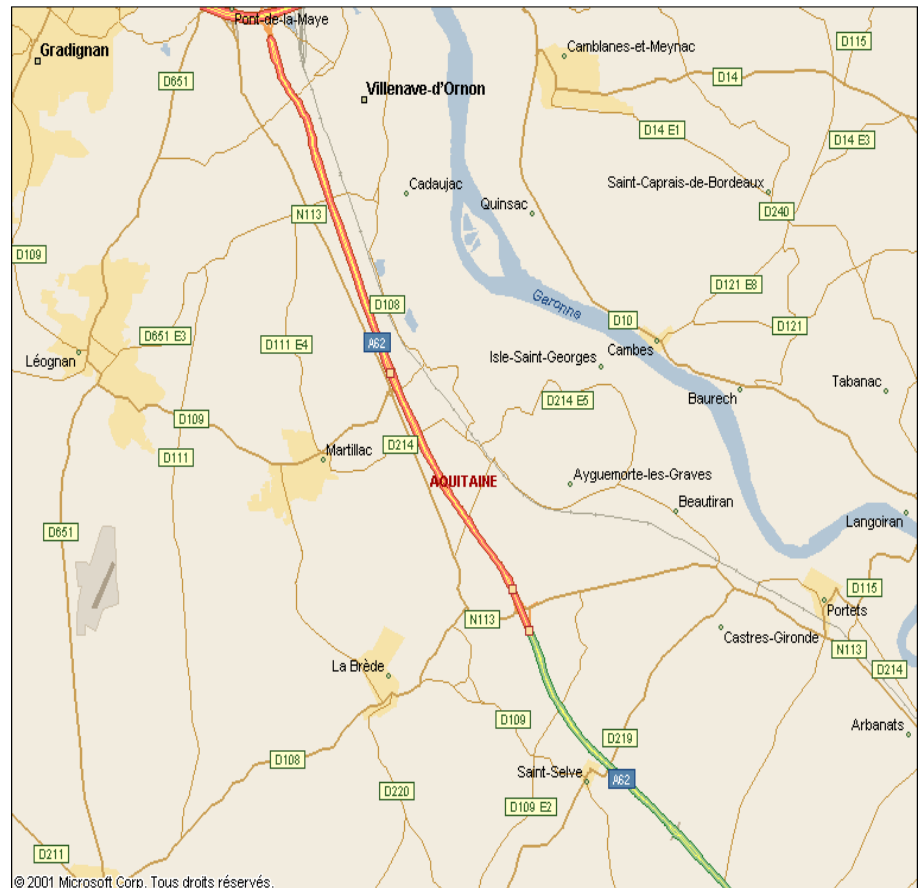 Pont-de-la-Maye
Gradignan
Camblanes-et-Meynac
D115
D651
D14
Villenave-d'Ornon
D14 E1
D14 E3
Cadaujac
Saint-Caprais-de-Bordeaux
Quinsac
N113
D240
D109
D121 E8
Garonne
D108
D10
D121
D651 E3
A62
D111 E4
Cambes
Isle-Saint-Georges
Léognan
Tabanac
Baurech
D214 E5
D109
D111
D214
Martillac
AQUITAINE
Ayguemorte-les-Graves
Beautiran
Langoiran
D651
D115
Portets
N113
Castres-Gironde
N113
La Brède
D214
D109
Arbanats
D108
D219
Saint-Selve
A62
D220
D109 E2
D211
© 2001 Microsoft Corp. Tous droits réservés.